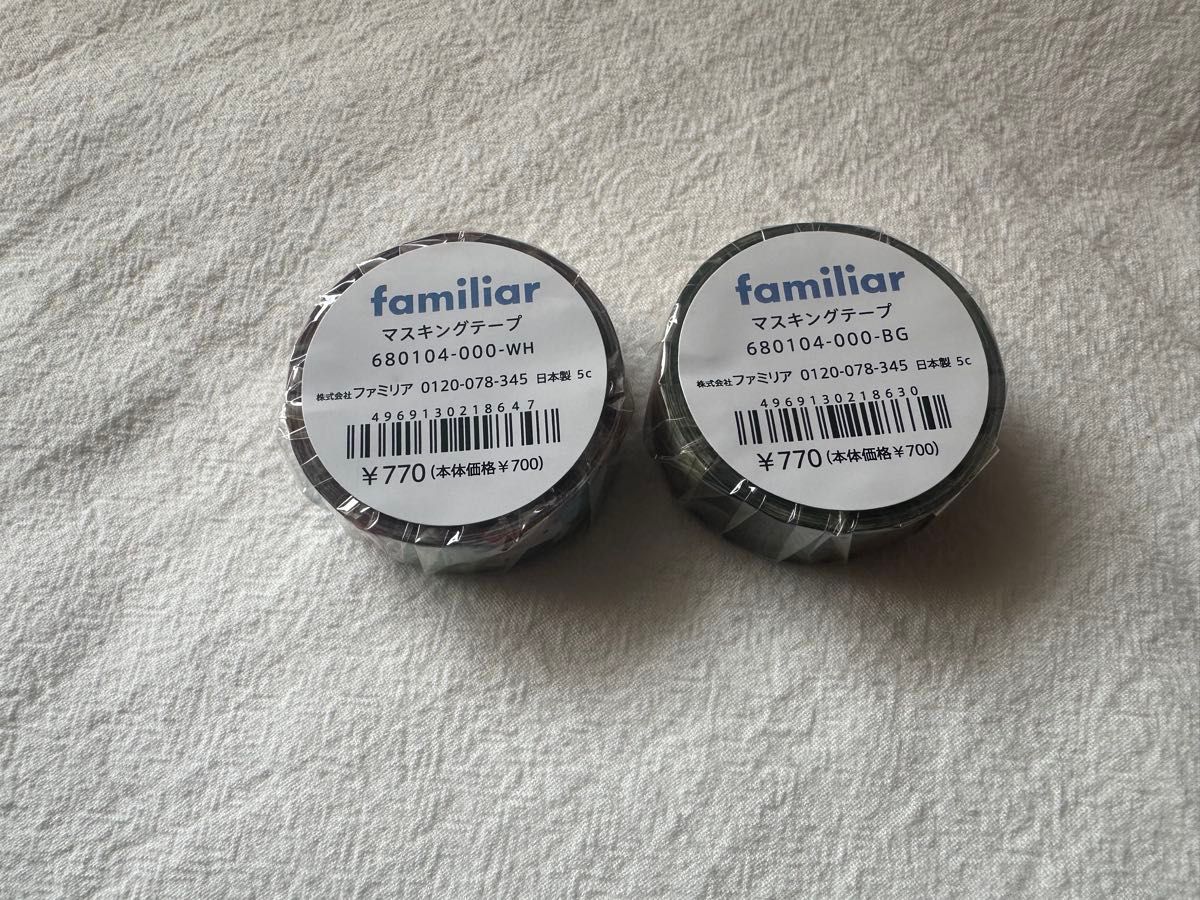 familiar
マスキングテープ
680104-000-WH
株式会社ファミリア 0120-078-345 日本製 5c
4969130218647
¥770(本体価格¥700)
familiar
マスキングテープ
680104-000-BG
株式会社ファミリア 0120-078-345 日本製 5c
4969130218630
¥770(本体価格¥700)